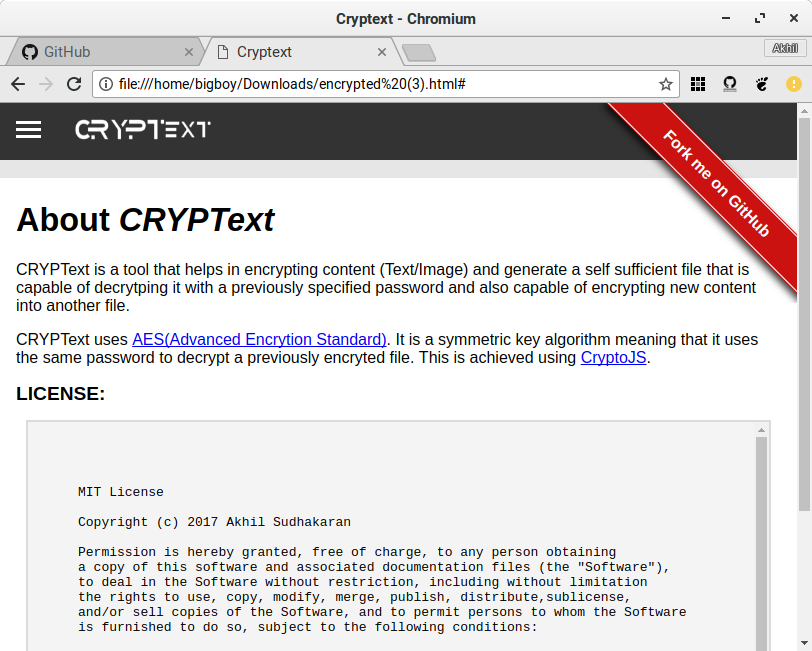 Cryptext - Chromium
GitHub
Cryptext
Akhil
file:///home/bigboy/Downloads/encrypted%20(3).html#
CRYPTEXT
Fork me on GitHub
About CRYPText
CRYPText is a tool that helps in encrypting content (Text/Image) and generate a self sufficient file that is
capable of decrytping it with a previously specified password and also capable of encrypting new content
into another file.
CRYPText uses AES(Advanced Encrytion Standard). It is a symmetric key algorithm meaning that it uses
the same password to decrypt a previously encryted file. This is achieved using CryptoJS.
LICENSE:
MIT License
Copyright (c) 2017 Akhil Sudhakaran
Permission is hereby granted, free of charge, to any person obtaining
a copy of this software and associated documentation files (the "Software"),
to deal in the Software without restriction, including without limitation
the rights to use, copy, modify, merge, publish, distribute,sublicense,
and/or sell copies of the Software, and to permit persons to whom the Software
is furnished to do so, subject to the following conditions: